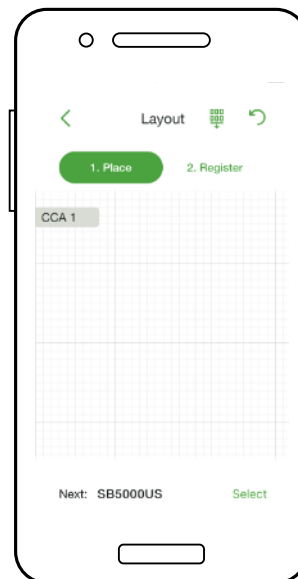 Layout
1. Place 2. Register
CCA 1
Next: SB5000US Select